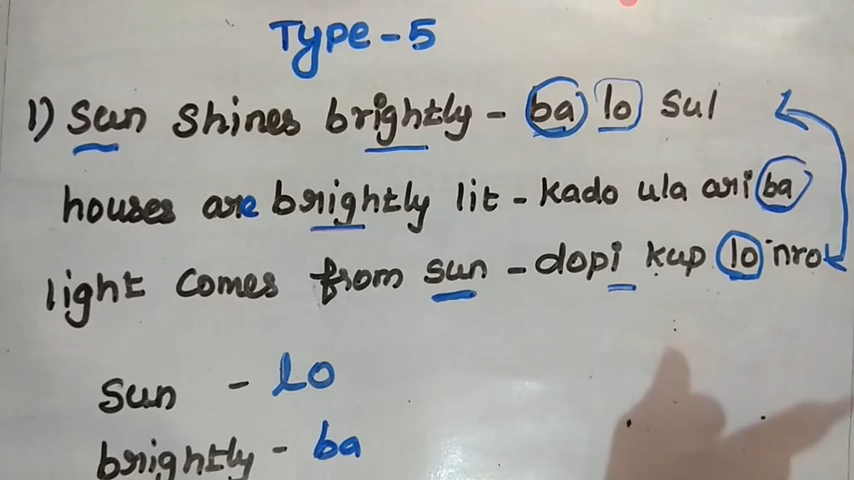 Type-5
1) Sun shines brightly - ba lo sul
houses are brightly lit - kado ula ari ba
light comes from sun - dopi kup lo nro
sun - lo
brightly - ba